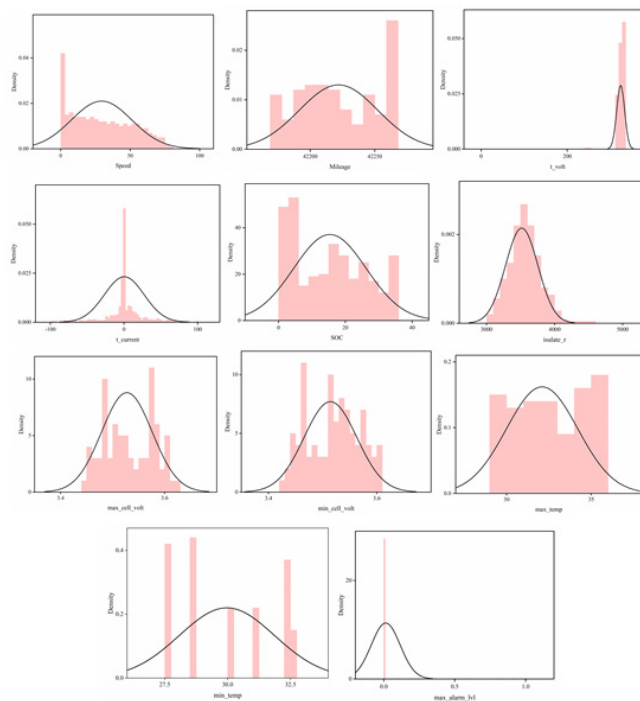 0.04
0.02
0.00
Density
0
50
100
Speed
0.02
0.01
0.00
Density
42200
42250
Mileage
0.050
0.025
0.000
Density
0
200
t_volt
0.050
0.025
0.000
Density
-100
0
100
t_current
40
20
0
Density
0
20
40
SOC
0.002
0.000
Density
3000
4000
5000
insulate_r
10
5
0
Density
3.4
3.6
max_cell_volt
10
5
0
Density
3.4
3.6
min_cell_volt
0.2
0.1
0.0
Density
30
35
max_temp
0.4
0.2
0.0
Density
27.5
30.0
32.5
min_temp
20
0
Density
0.0
0.5
1.0
max_alarm_lvl